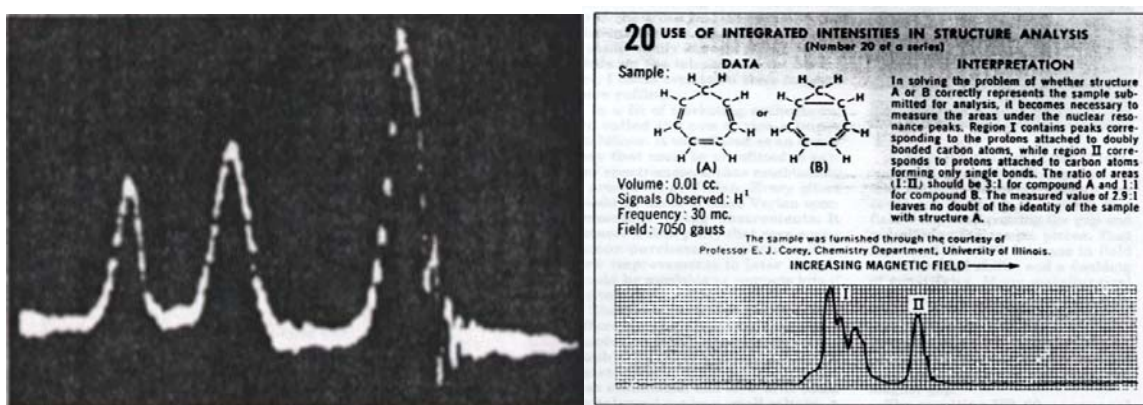 20 USE OF INTEGRATED INTENSITIES IN STRUCTURE ANALYSIS
(Number 20 of a series)
DATA
Sample:
H H
H C H
C C
H C C H
C C
H H
(A)
or
H H
C
H C C H
C C
H C C H
H H
(B)
Volume: 0.01 cc.
Signals Observed: H¹
Frequency: 30 mc.
Field: 7050 gauss
INTERPRETATION
In solving the problem of whether structure
A or B correctly represents the sample sub-
mitted for analysis, it becomes necessary to
measure the areas under the nuclear reso-
nance peaks. Region I contains peaks corre-
sponding to the protons attached to doubly
bonded carbon atoms, while region II corre-
sponds to protons attached to carbon atoms
forming only single bonds. The ratio of areas
(I:II) should be 3:1 for compound A and 1:1
for compound B. The measured value of 2.9:1
leaves no doubt of the identity of the sample
with structure A.
The sample was furnished through the courtesy of
Professor E. J. Corey, Chemistry Department, University of Illinois.
INCREASING MAGNETIC FIELD
I
II